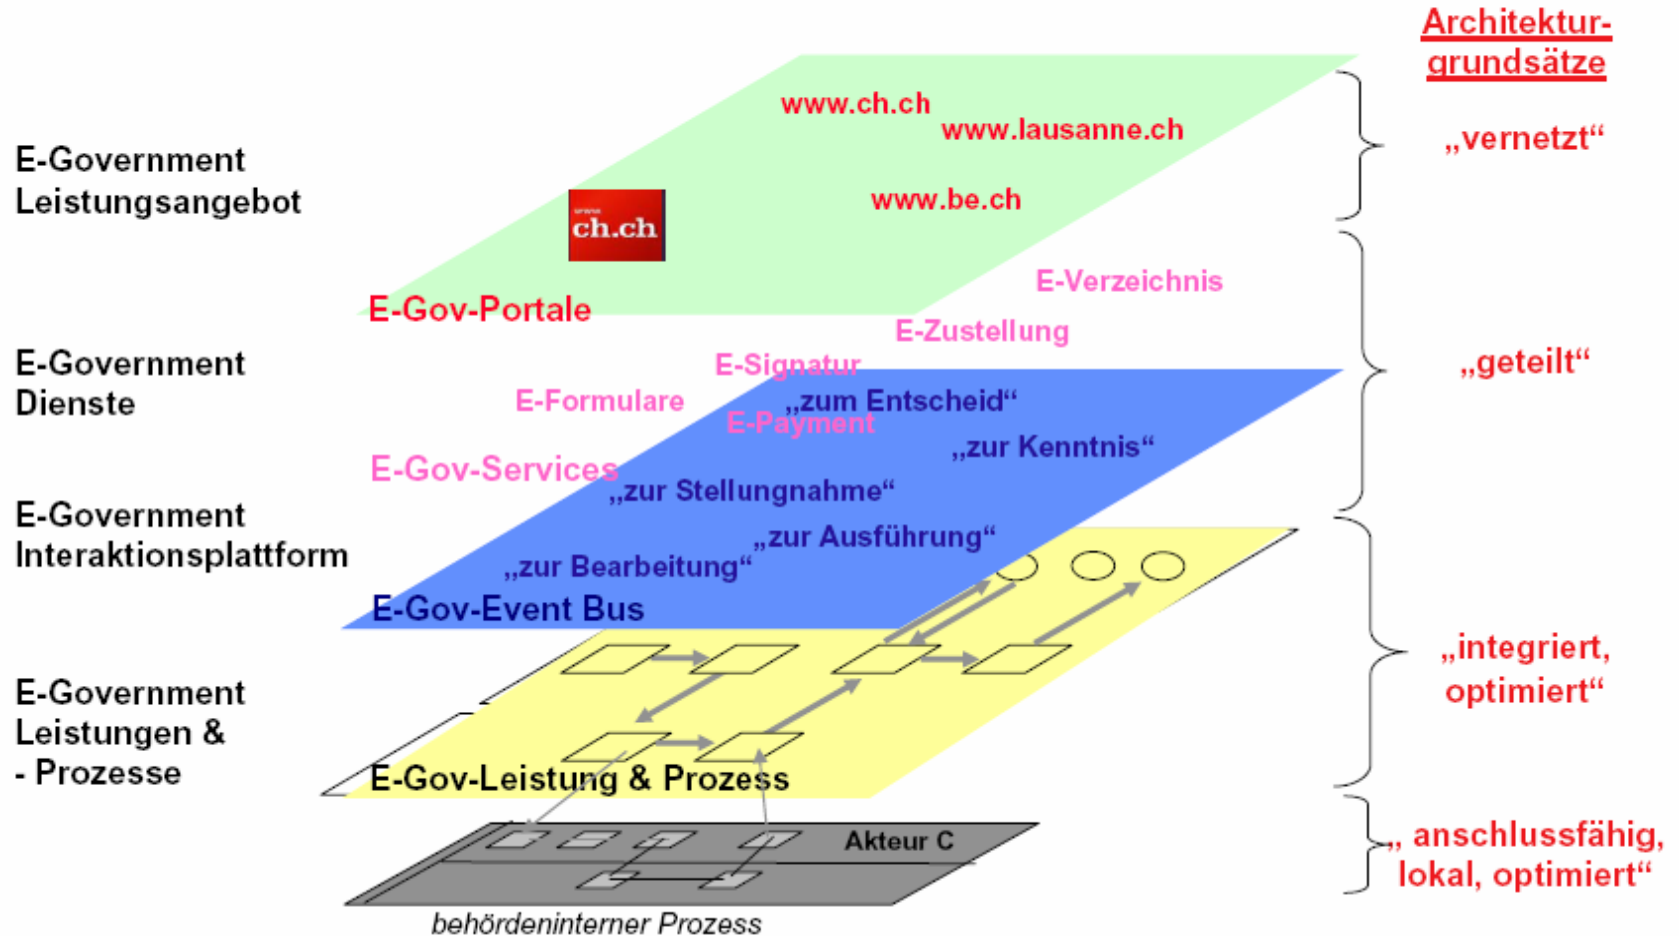 Architektur-
grundsätze
www.ch.ch
www.lausanne.ch
„vernetzt“
E-Government
Leistungsangebot
www.be.ch
www
ch.ch
E-Verzeichnis
E-Gov-Portale
E-Zustellung
E-Government
Dienste
E-Signatur
„geteilt“
E-Formulare
„zum Entscheid“
E-Payment
„zur Kenntnis“
E-Gov-Services
„zur Stellungnahme“
E-Government
Interaktionsplattform
„zur Ausführung“
„zur Bearbeitung“
E-Gov-Event Bus
„integriert,
optimiert“
E-Government
Leistungen &
- Prozesse
E-Gov-Leistung & Prozess
Akteur C
„ anschlussfähig,
lokal, optimiert“
behördeninterner Prozess